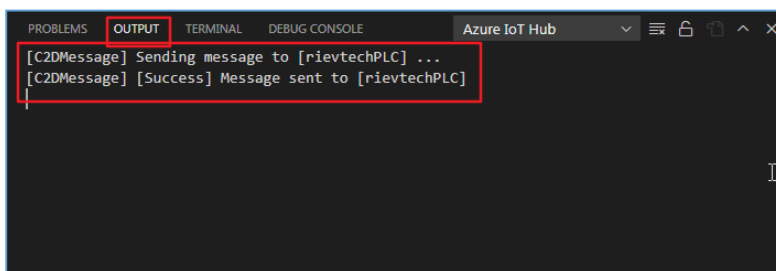 PROBLEMS OUTPUT TERMINAL DEBUG CONSOLE Azure IoT Hub
[C2DMessage] Sending message to [rievtechPLC] ...
[C2DMessage] [Success] Message sent to [rievtechPLC]